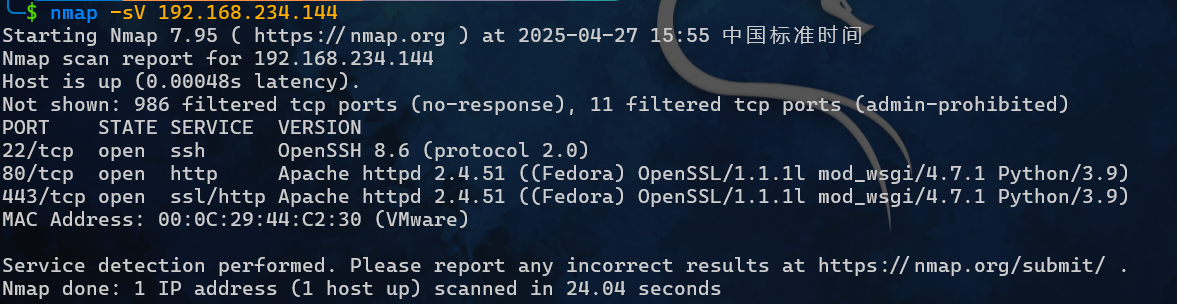 $ nmap -sV 192.168.234.144
Starting Nmap 7.95 ( https://nmap.org ) at 2025-04-27 15:55 中国标准时间
Nmap scan report for 192.168.234.144
Host is up (0.00048s latency).
Not shown: 986 filtered tcp ports (no-response), 11 filtered tcp ports (admin-prohibited)
PORT    STATE SERVICE  VERSION
22/tcp  open  ssh      OpenSSH 8.6 (protocol 2.0)
80/tcp  open  http     Apache httpd 2.4.51 ((Fedora) OpenSSL/1.1.1l mod_wsgi/4.7.1 Python/3.9)
443/tcp open  ssl/http Apache httpd 2.4.51 ((Fedora) OpenSSL/1.1.1l mod_wsgi/4.7.1 Python/3.9)
MAC Address: 00:0C:29:44:C2:30 (VMware)
Service detection performed. Please report any incorrect results at https://nmap.org/submit/ .
Nmap done: 1 IP address (1 host up) scanned in 24.04 seconds